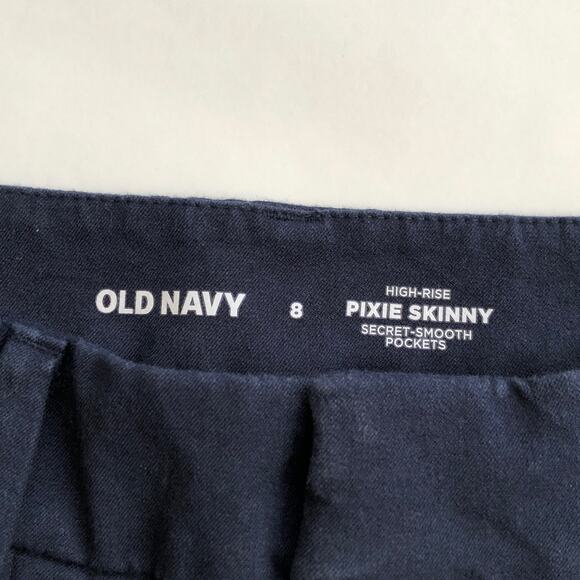 OLD NAVY
8
HIGH-RISE
PIXIE SKINNY
SECRET-SMOOTH
POCKETS